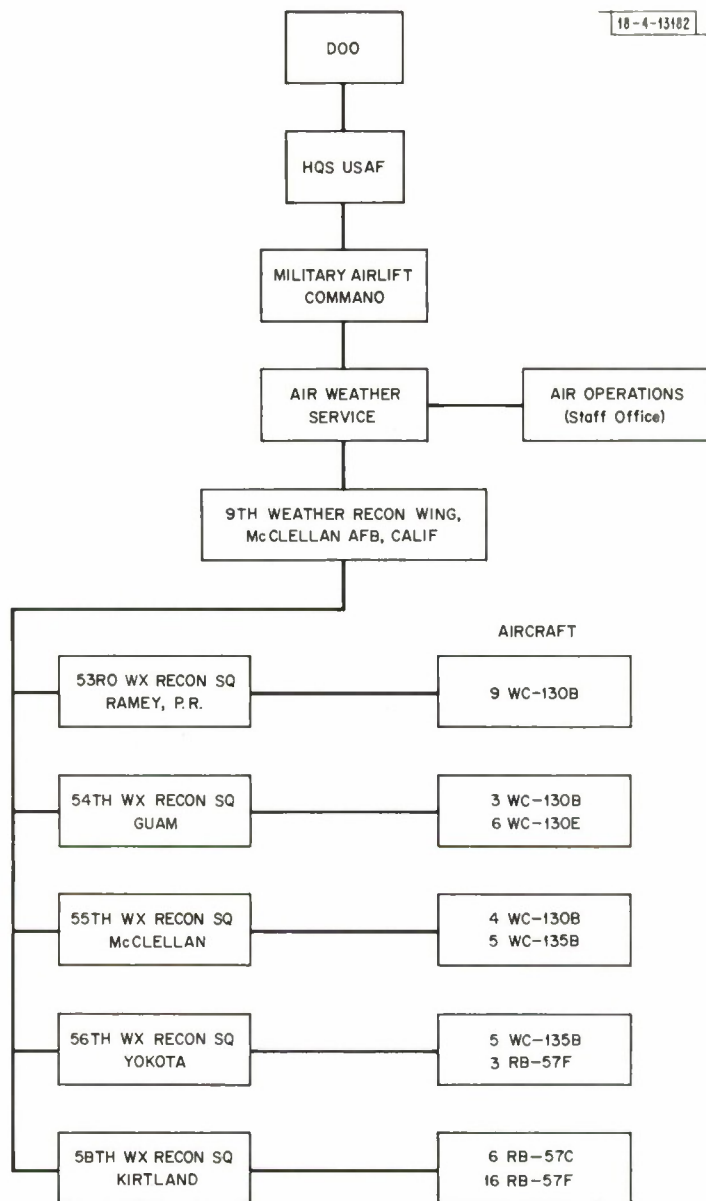 18-4-13182
DOO
HQS USAF
MILITARY AIRLIFT
COMMANO
AIR WEATHER
SERVICE
AIR OPERATIONS
(Staff Office)
9TH WEATHER RECON WING,
McCLELLAN AFB, CALIF
AIRCRAFT
53RO WX RECON SQ
RAMEY, P.R.
9 WC-130B
54TH WX RECON SQ
GUAM
3 WC-130B
6 WC-130E
55TH WX RECON SQ
McCLELLAN
4 WC-130B
5 WC-135B
56TH WX RECON SQ
YOKOTA
5 WC-135B
3 RB-57F
5BTH WX RECON SQ
KIRTLAND
6 RB-57C
16 RB-57F